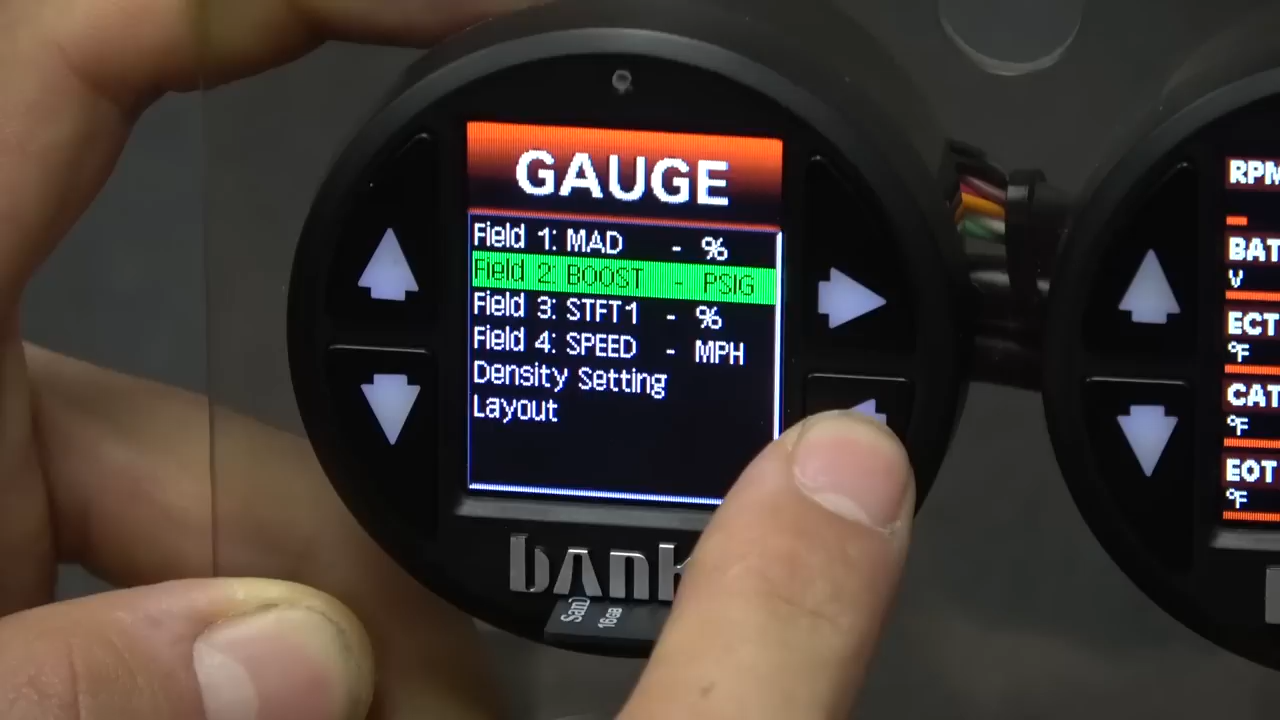 GAUGE
Field 1: MAD - %
Field 2: BOOST - PSIG
Field 3: STFT1 - %
Field 4: SPEED - MPH
Density Setting
Layout
San
16GB
RPM
BAT
V
ECT
°F
CAT
°F
EOT
°F